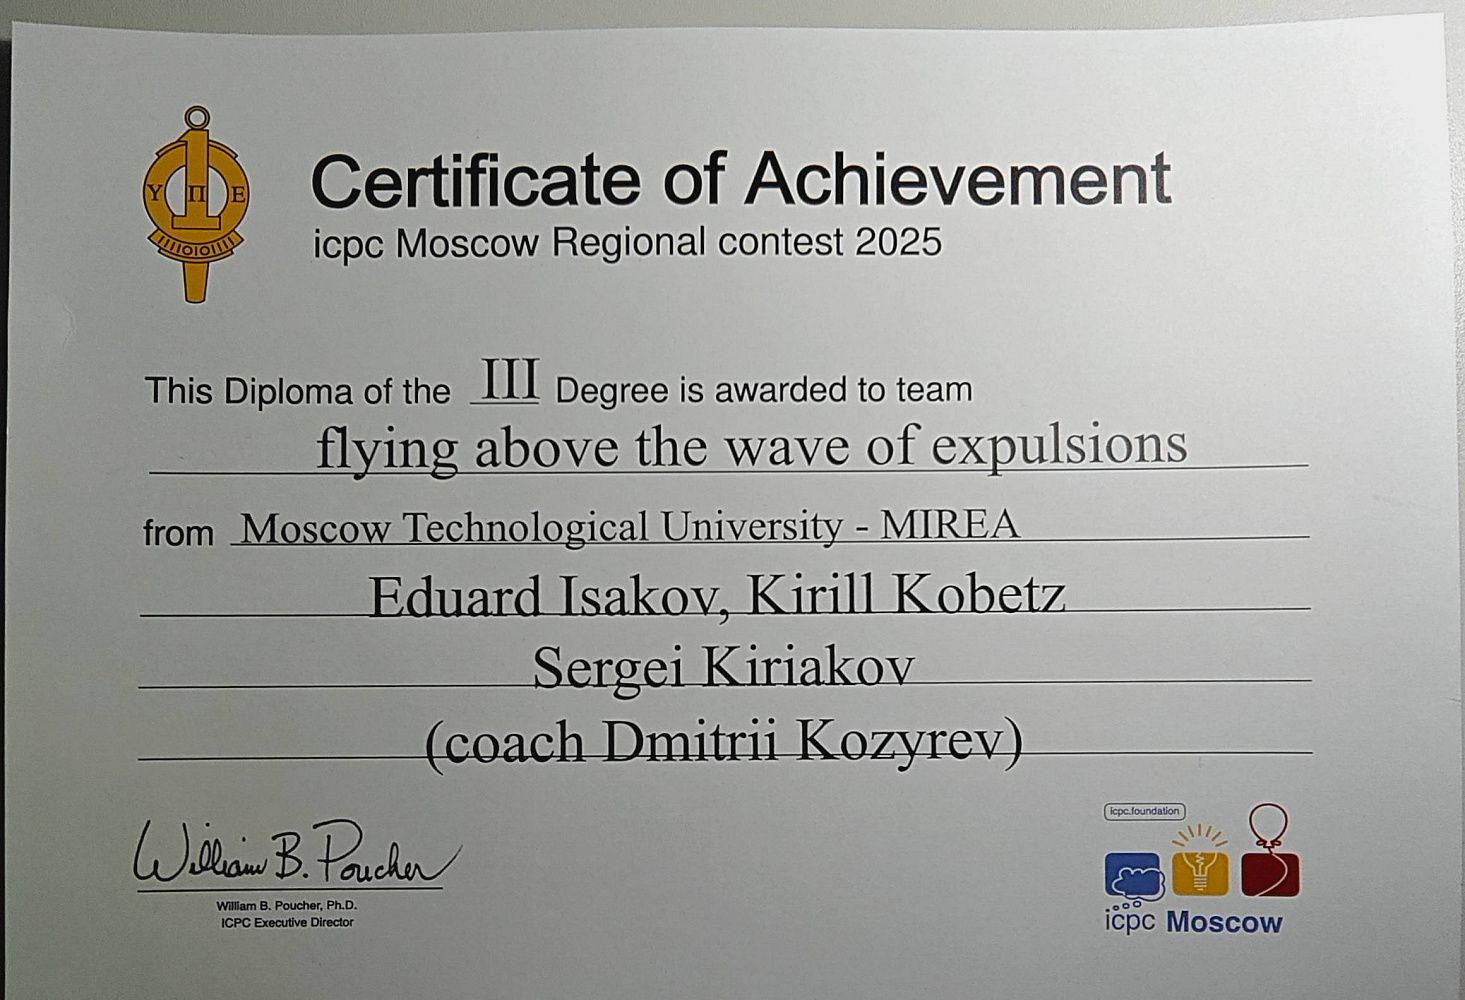 Υ Π Ε
IIIIOIOIII
Certificate of Achievement
icpc Moscow Regional contest 2025
This Diploma of the III Degree is awarded to team
flying above the wave of expulsions
from Moscow Technological University - MIREA
Eduard Isakov, Kirill Kobetz
Sergei Kiriakov
(coach Dmitrii Kozyrev)
William B. Poucher
William B. Poucher, Ph.D.
ICPC Executive Director
icpc.foundation
icpc Moscow